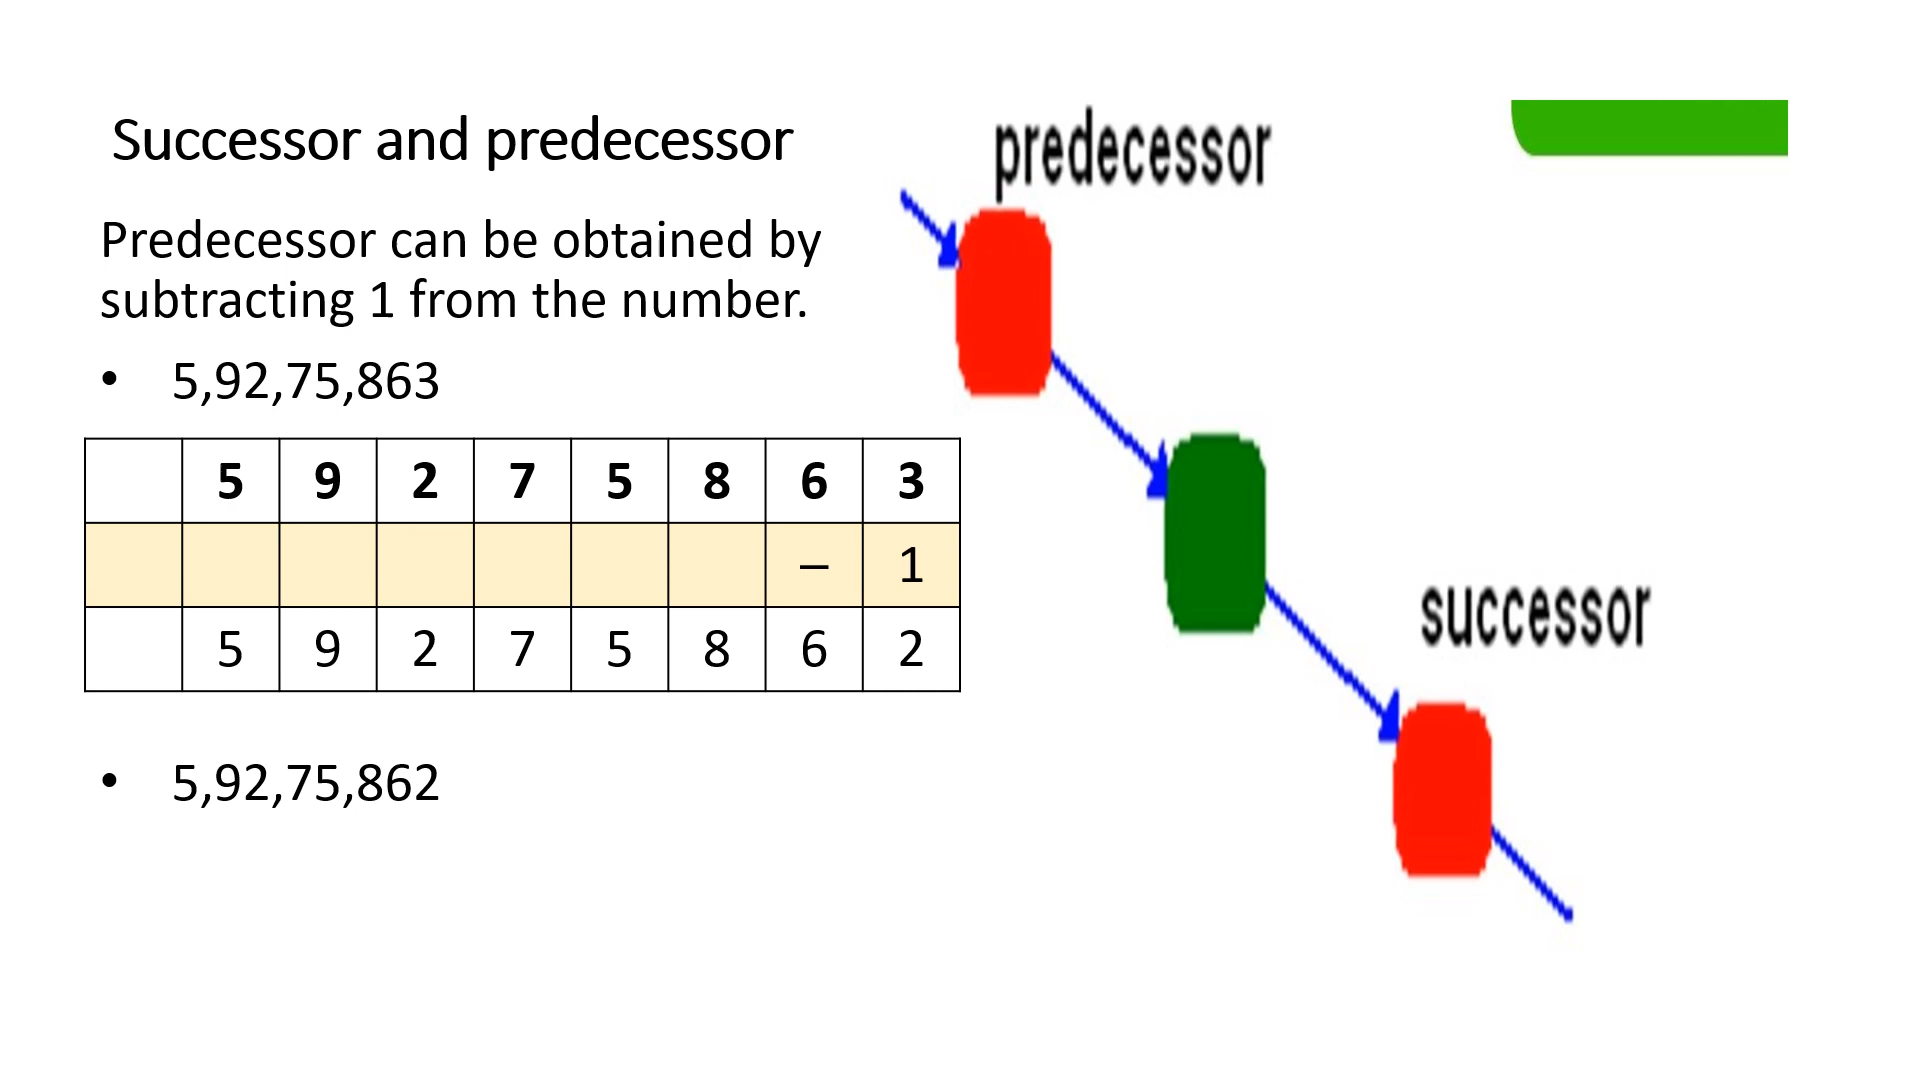 Successor and predecessor
Predecessor can be obtained by
subtracting 1 from the number.
• 5,92,75,863
5 9 2 7 5 8 6 3
– 1
5 9 2 7 5 8 6 2
• 5,92,75,862
predecessor
successor